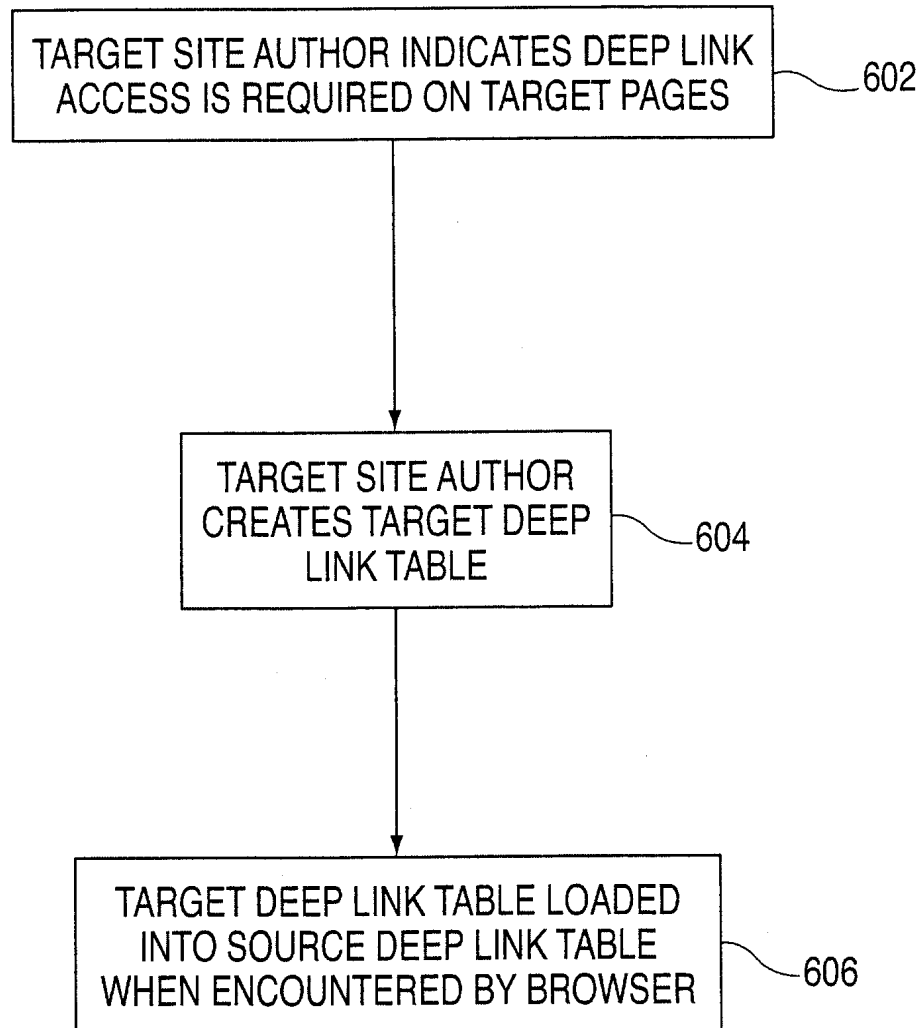 TARGET SITE AUTHOR INDICATES DEEP LINK
ACCESS IS REQUIRED ON TARGET PAGES
602
TARGET SITE AUTHOR
CREATES TARGET DEEP
LINK TABLE
604
TARGET DEEP LINK TABLE LOADED
INTO SOURCE DEEP LINK TABLE
WHEN ENCOUNTERED BY BROWSER
606